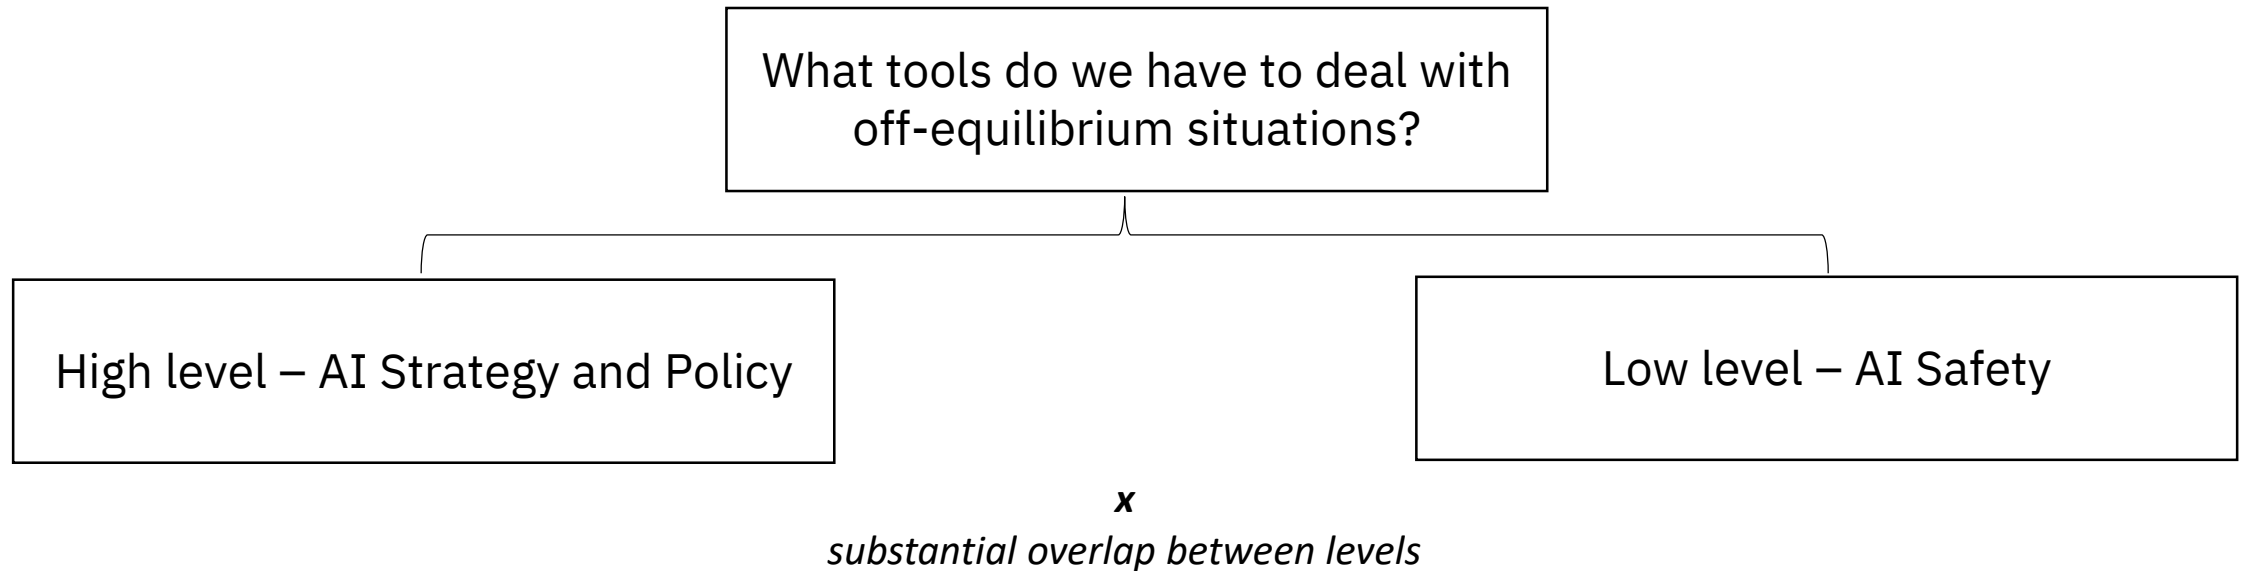 What tools do we have to deal with
off-equilibrium situations?
High level – AI Strategy and Policy
Low level – AI Safety
x
substantial overlap between levels